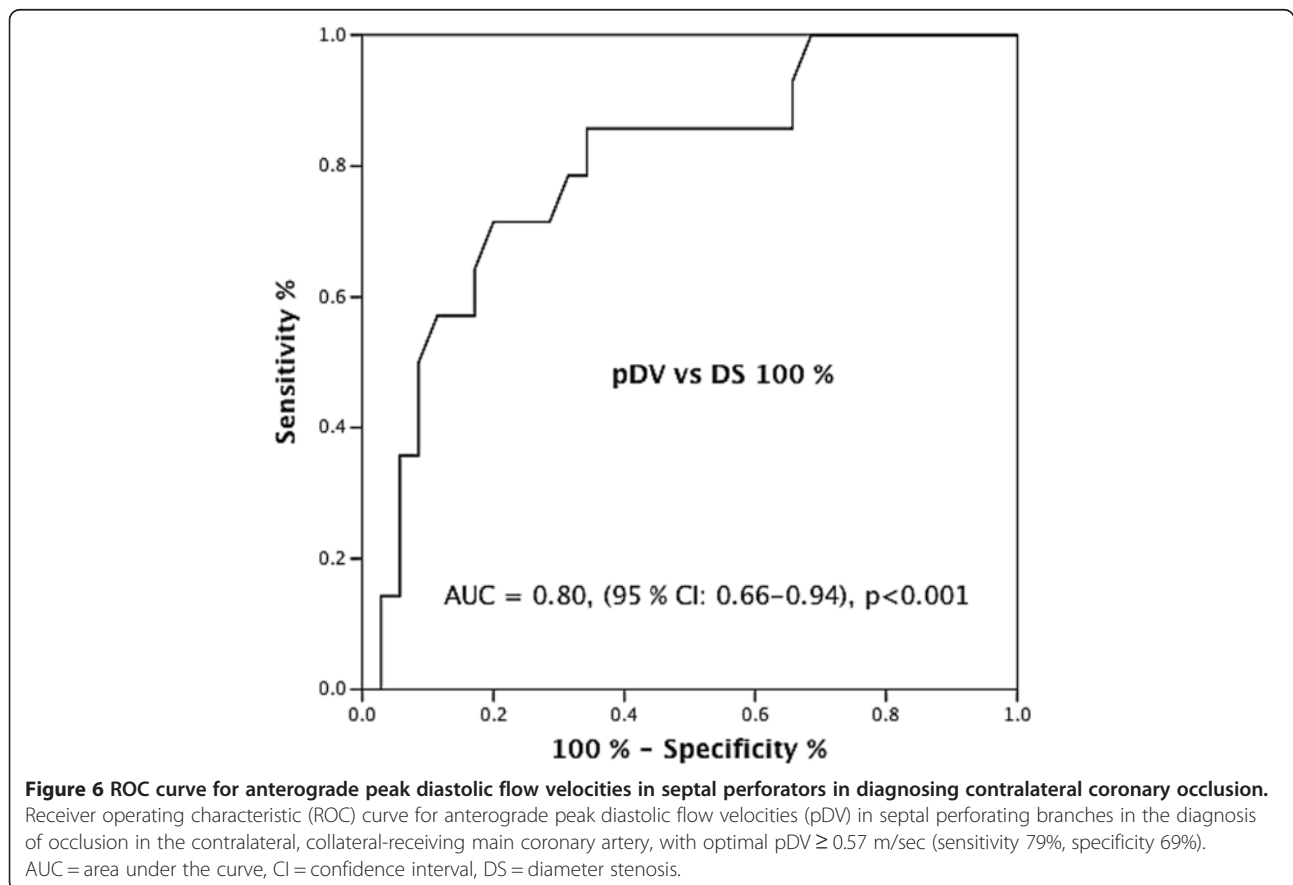 1.0
0.8
0.6
0.4
0.2
0.0
Sensitivity %
pDV vs DS 100 %
AUC = 0.80, (95 % CI: 0.66–0.94), p<0.001
0.0 0.2 0.4 0.6 0.8 1.0
100 % – Specificity %
Figure 6 ROC curve for anterograde peak diastolic flow velocities in septal perforators in diagnosing contralateral coronary occlusion.
Receiver operating characteristic (ROC) curve for anterograde peak diastolic flow velocities (pDV) in septal perforating branches in the diagnosis
of occlusion in the contralateral, collateral-receiving main coronary artery, with optimal pDV ≥ 0.57 m/sec (sensitivity 79%, specificity 69%).
AUC = area under the curve, CI = confidence interval, DS = diameter stenosis.